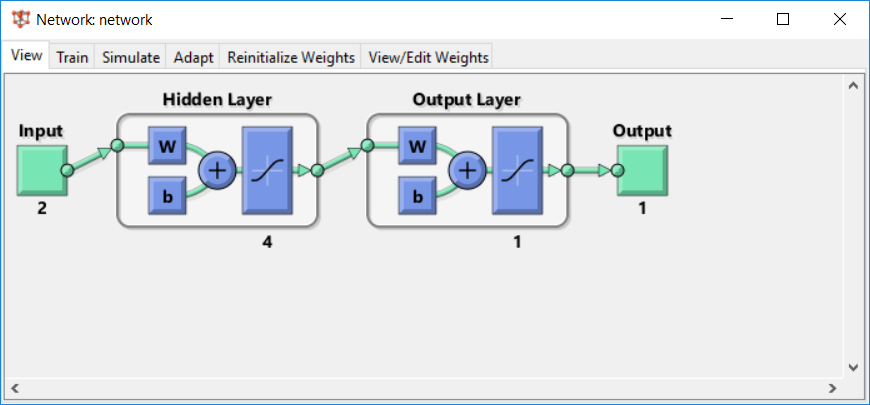 Network: network
View Train Simulate Adapt Reinitialize Weights View/Edit Weights
Hidden Layer Output Layer
Input Output
W W
+ +
b b
2 1
4 1